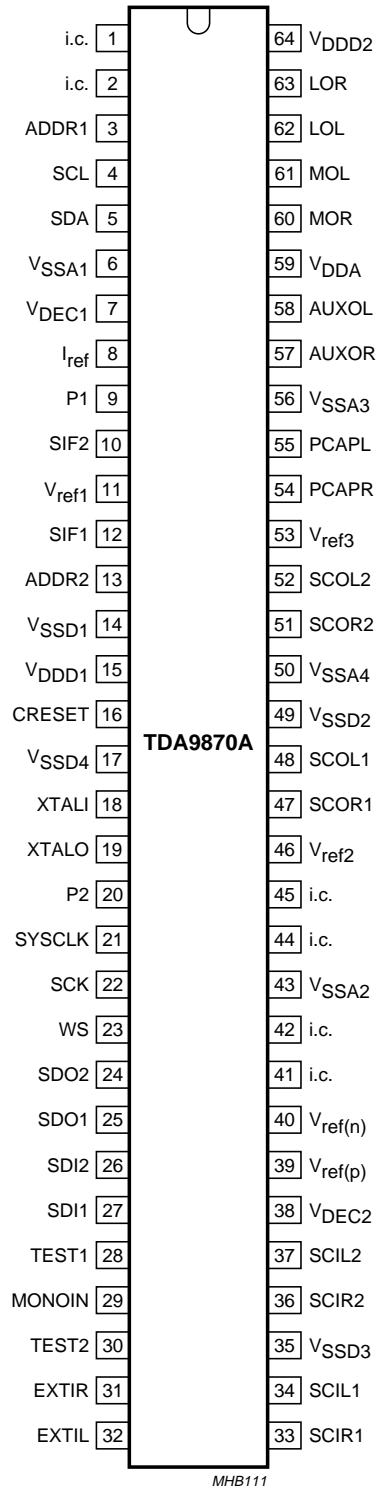 i.c. 1 64 VDDD2
i.c. 2 63 LOR
ADDR1 3 62 LOL
SCL 4 61 MOL
SDA 5 60 MOR
VSSA1 6 59 VDDA
VDEC1 7 58 AUXOL
Iref 8 57 AUXOR
P1 9 56 VSSA3
SIF2 10 55 PCAPL
Vref1 11 54 PCAPR
SIF1 12 53 Vref3
ADDR2 13 52 SCOL2
VSSD1 14 51 SCOR2
VDDD1 15 50 VSSA4
CRESET 16 49 VSSD2
TDA9870A
VSSD4 17 48 SCOL1
XTALI 18 47 SCOR1
XTALO 19 46 Vref2
P2 20 45 i.c.
SYSCLK 21 44 i.c.
SCK 22 43 VSSA2
WS 23 42 i.c.
SDO2 24 41 i.c.
SDO1 25 40 Vref(n)
SDI2 26 39 Vref(p)
SDI1 27 38 VDEC2
TEST1 28 37 SCIL2
MONOIN 29 36 SCIR2
TEST2 30 35 VSSD3
EXTIR 31 34 SCIL1
EXTIL 32 33 SCIR1
MHB111